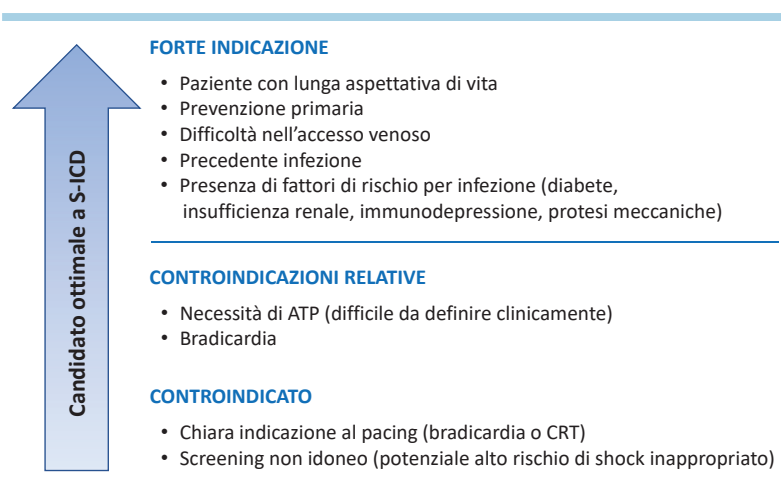 FORTE INDICAZIONE
• Paziente con lunga aspettativa di vita
• Prevenzione primaria
• Difficoltà nell’accesso venoso
• Precedente infezione
• Presenza di fattori di rischio per infezione (diabete,
insufficienza renale, immunodepressione, protesi meccaniche)
Candidato ottimale a S-ICD
CONTROINDICAZIONI RELATIVE
• Necessità di ATP (difficile da definire clinicamente)
• Bradicardia
CONTROINDICATO
• Chiara indicazione al pacing (bradicardia o CRT)
• Screening non idoneo (potenziale alto rischio di shock inappropriato)